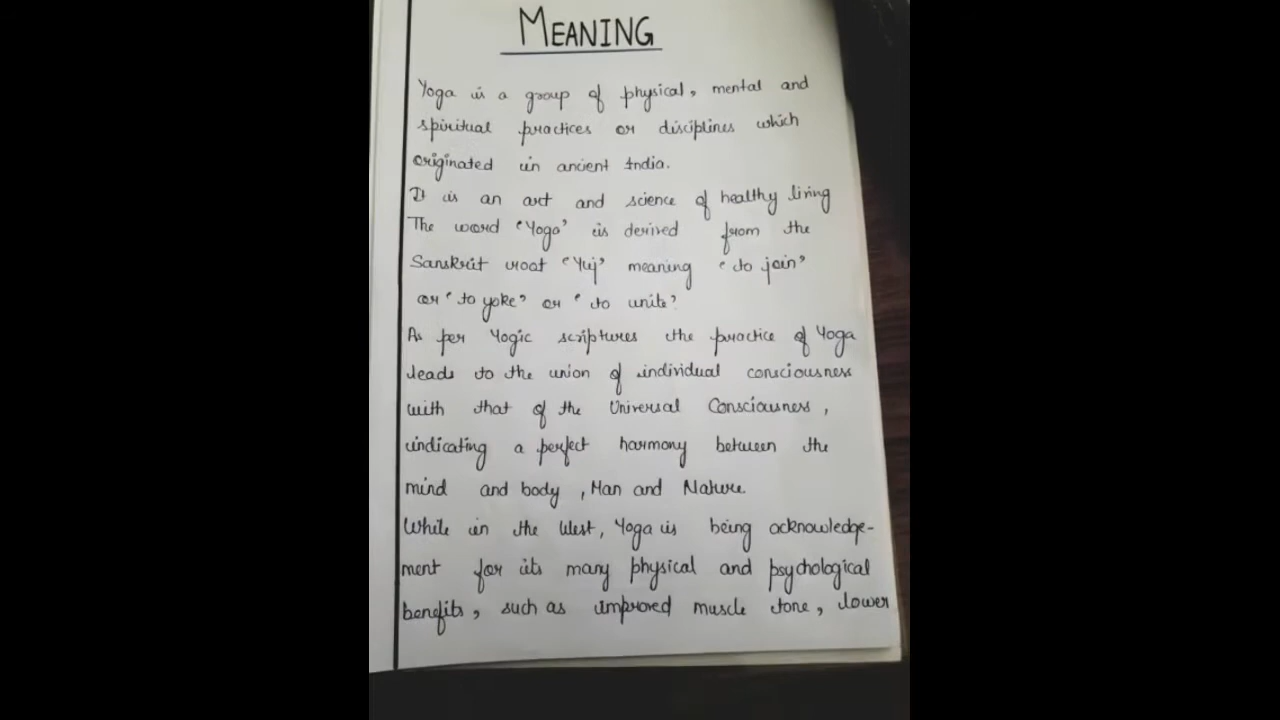 MEANING
Yoga is a group of physical, mental and
spiritual practices or disciplines which
originated in ancient India.
It is an art and science of healthy living
The word 'Yoga' is derived from the
Sanskrit root 'Yuj' meaning 'to join'
or 'to yoke' or 'to unite'
As per Yogic scriptures the practice of Yoga
leads to the union of individual consciousness
with that of the Universal Consciousness,
indicating a perfect harmony between the
mind and body, Man and Nature.
While in the West, Yoga is being acknowledge-
ment for its many physical and psychological
benefits, such as improved muscle tone, lower